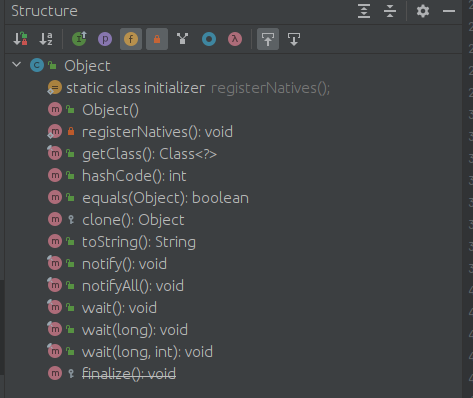 Structure
Object
static class initializer registerNatives();
Object()
registerNatives(): void
getClass(): Class<?>
hashCode(): int
equals(Object): boolean
clone(): Object
toString(): String
notify(): void
notifyAll(): void
wait(): void
wait(long): void
wait(long, int): void
finalize(): void